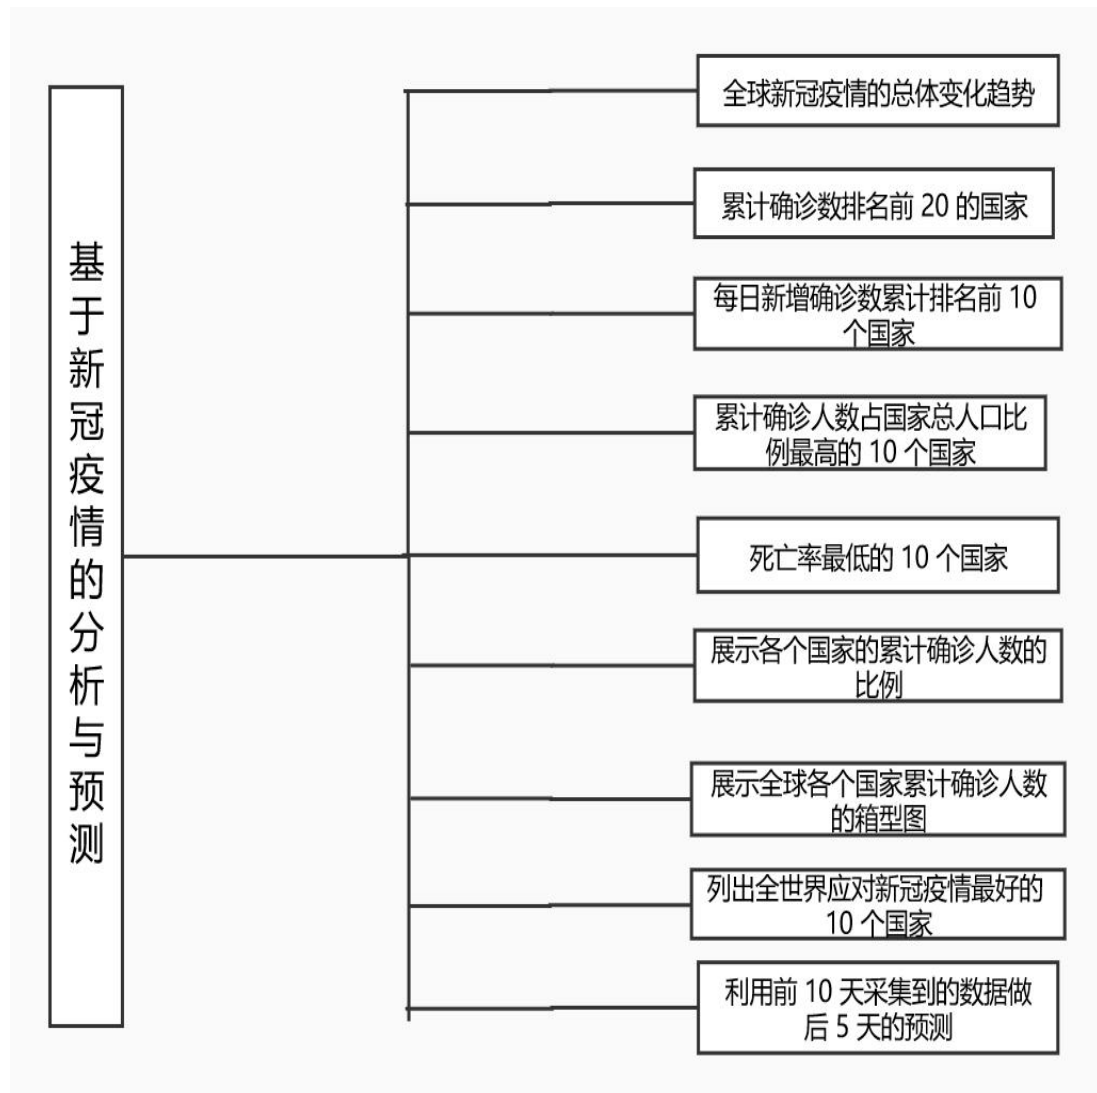 基于新冠疫情的分析与预测
全球新冠疫情的总体变化趋势
累计确诊数排名前 20 的国家
每日新增确诊数累计排名前 10
个国家
累计确诊人数占国家总人口比
例最高的 10 个国家
死亡率最低的 10 个国家
展示各个国家的累计确诊人数的
比例
展示全球各个国家累计确诊人数
的箱型图
列出全世界应对新冠疫情最好的
10 个国家
利用前 10 天采集到的数据做
后 5 天的预测